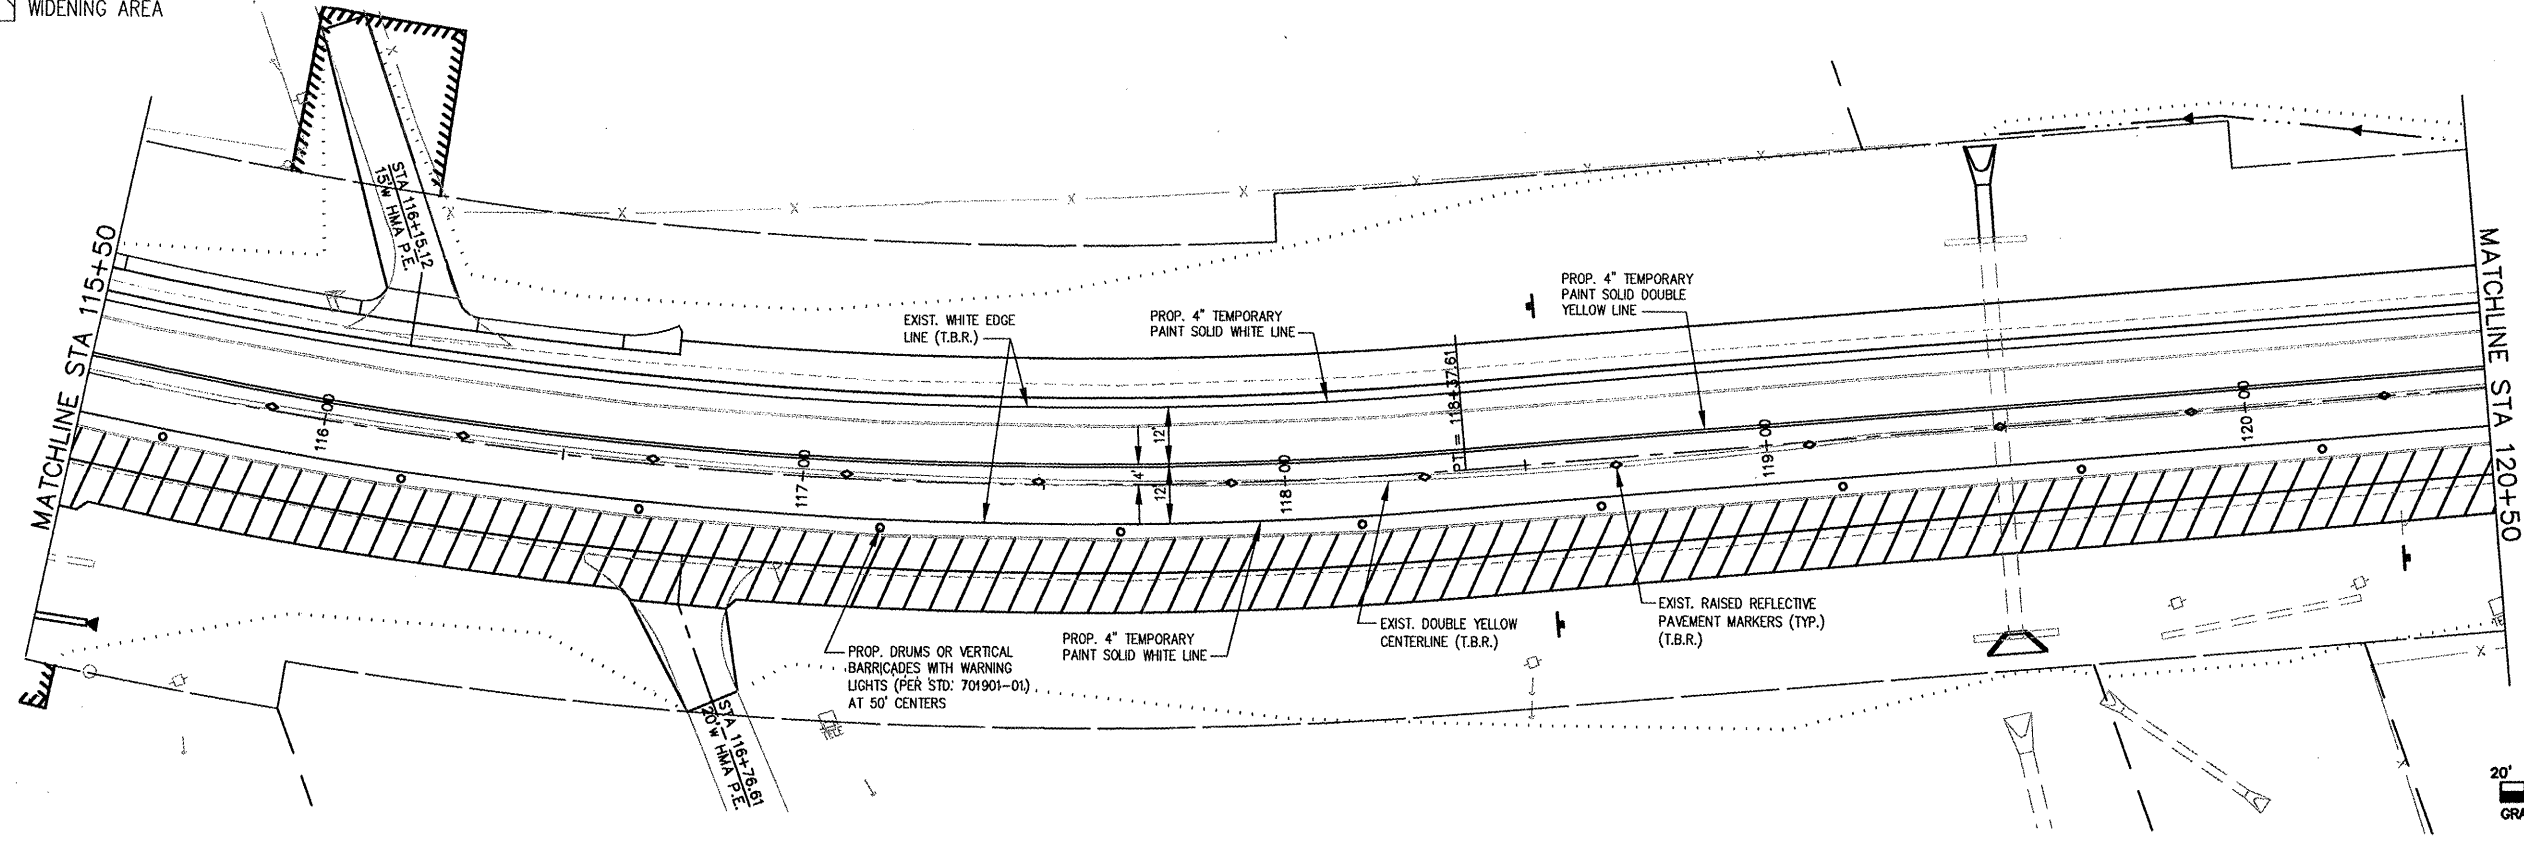 WIDENING AREA
MATCHLINE STA 115+50
STA 116+15.12
15'W HMA P.E.
EXIST. WHITE EDGE
LINE (T.B.R.)
PROP. 4" TEMPORARY
PAINT SOLID WHITE LINE
PROP. 4" TEMPORARY
PAINT SOLID DOUBLE
YELLOW LINE
PT = 118+37.61
116+00
117+00
118+00
119+00
120+00
12'
4'
12'
MATCHLINE STA 120+50
PROP. DRUMS OR VERTICAL
BARRICADES WITH WARNING
LIGHTS (PER STD. 701901-01)
AT 50' CENTERS
PROP. 4" TEMPORARY
PAINT SOLID WHITE LINE
EXIST. DOUBLE YELLOW
CENTERLINE (T.B.R.)
EXIST. RAISED REFLECTIVE
PAVEMENT MARKERS (TYP.)
(T.B.R.)
STA 116+76.61
20'W HMA P.E.
TELE
20'
GRA